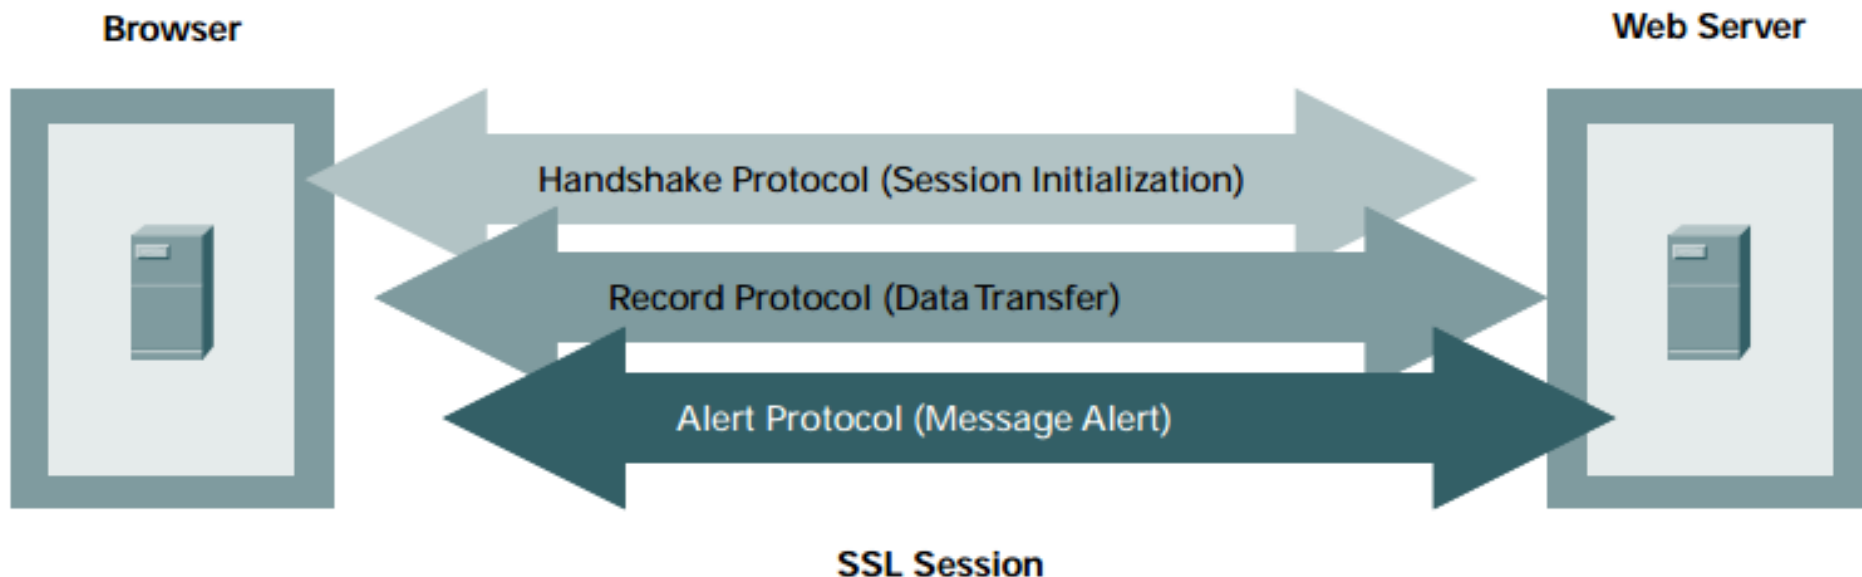 Browser
Web Server
Handshake Protocol (Session Initialization)
Record Protocol (Data Transfer)
Alert Protocol (Message Alert)
SSL Session